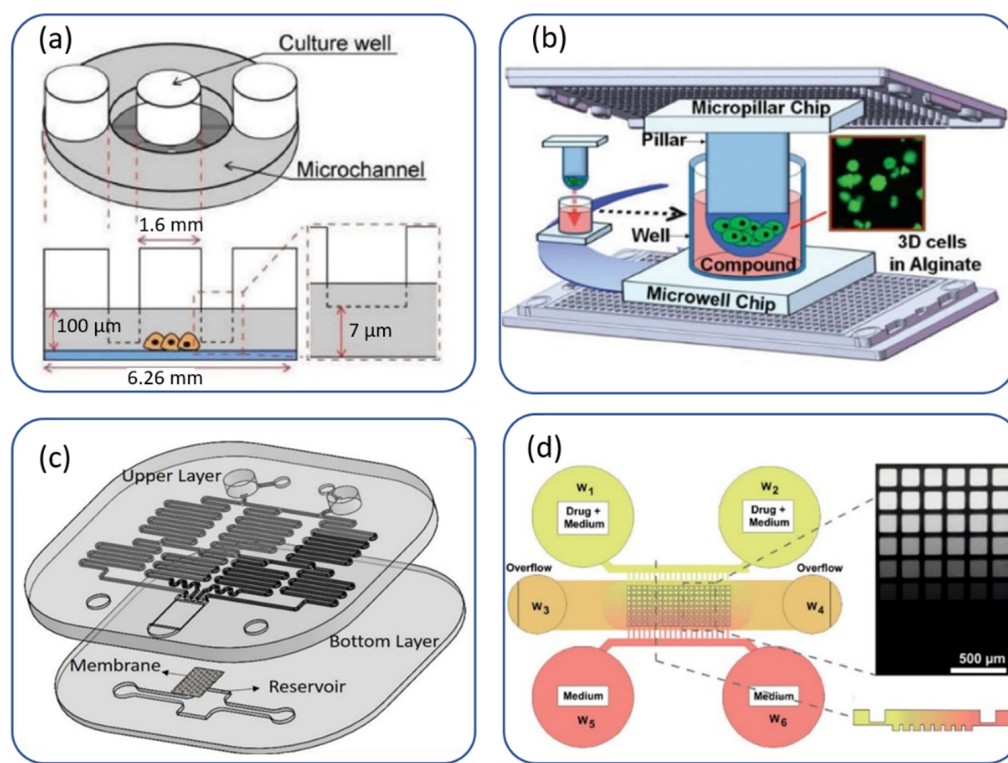 (a)
Culture well
Microchannel
1.6 mm
100 µm
7 µm
6.26 mm
(b)
Micropillar Chip
Pillar
Well
Compound
3D cells
in Alginate
Microwell Chip
(c)
Upper Layer
Bottom Layer
Membrane
Reservoir
(d)
W1
Drug +
Medium
W2
Drug +
Medium
Overflow
W3
Overflow
W4
Medium
W5
Medium
W6
500 µm